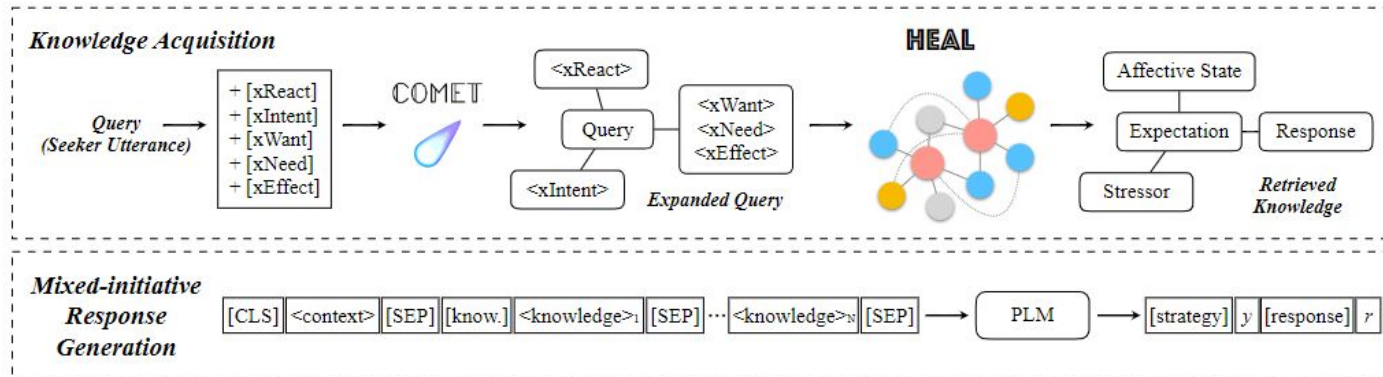 Knowledge Acquisition
Query
(Seeker Utterance)
+ [xReact]
+ [xIntent]
+ [xWant]
+ [xNeed]
+ [xEffect]
COMET
<xReact>
Query
<xIntent>
<xWant>
<xNeed>
<xEffect>
Expanded Query
HEAL
Affective State
Expectation
Response
Stressor
Retrieved
Knowledge
Mixed-initiative
Response
Generation
[CLS] <context> [SEP] [know.] <knowledge>1 [SEP] ... <knowledge>N [SEP]
PLM
[strategy] y [response] r